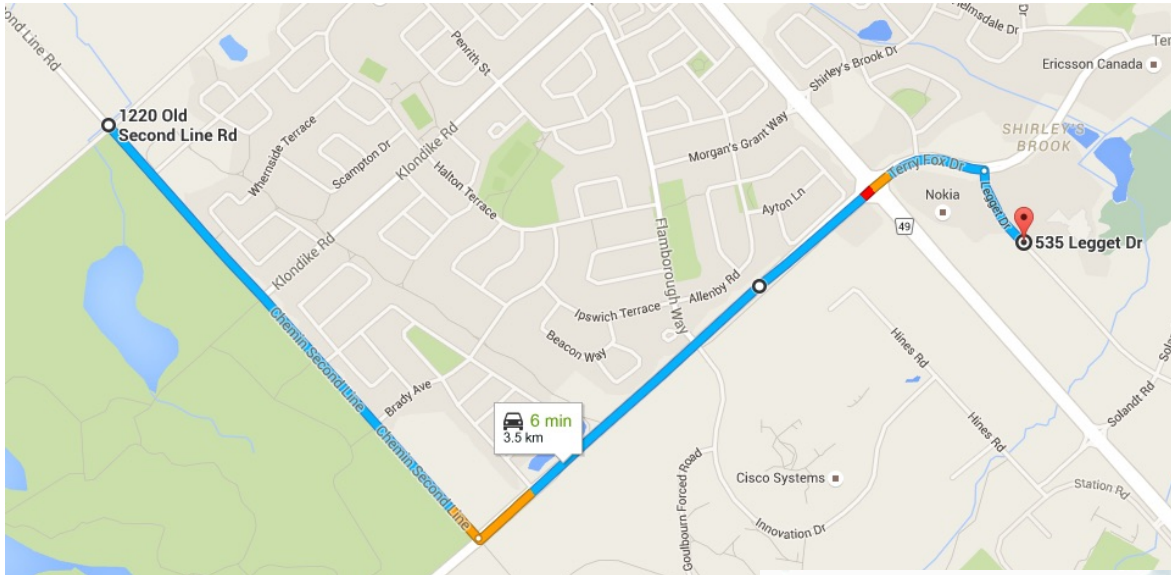 ond Line Rd
1220 Old
Second Line Rd
Penrith St
Whernside Terrace
Scampton Dr
Klondike Rd
Halton Terrace
Klondike Rd
Chemin Second Line
Chemin Second Line
Brady Ave
Beacon Way
Ipswich Terrace
Allenby Rd
Flamborough Way
Morgan's Grant Way
Ayton Ln
Shirley's Brook Dr
Helmsdale Dr
Ter
Ericsson Canada
SHIRLEY'S
BROOK
Terry Fox Dr
Legget Dr
Nokia
49
535 Legget Dr
6 min
3.5 km
Cisco Systems
Goulbourn Forced Road
Innovation Dr
Hines Rd
Hines Rd
Solandt Rd
Sola
Station Rd